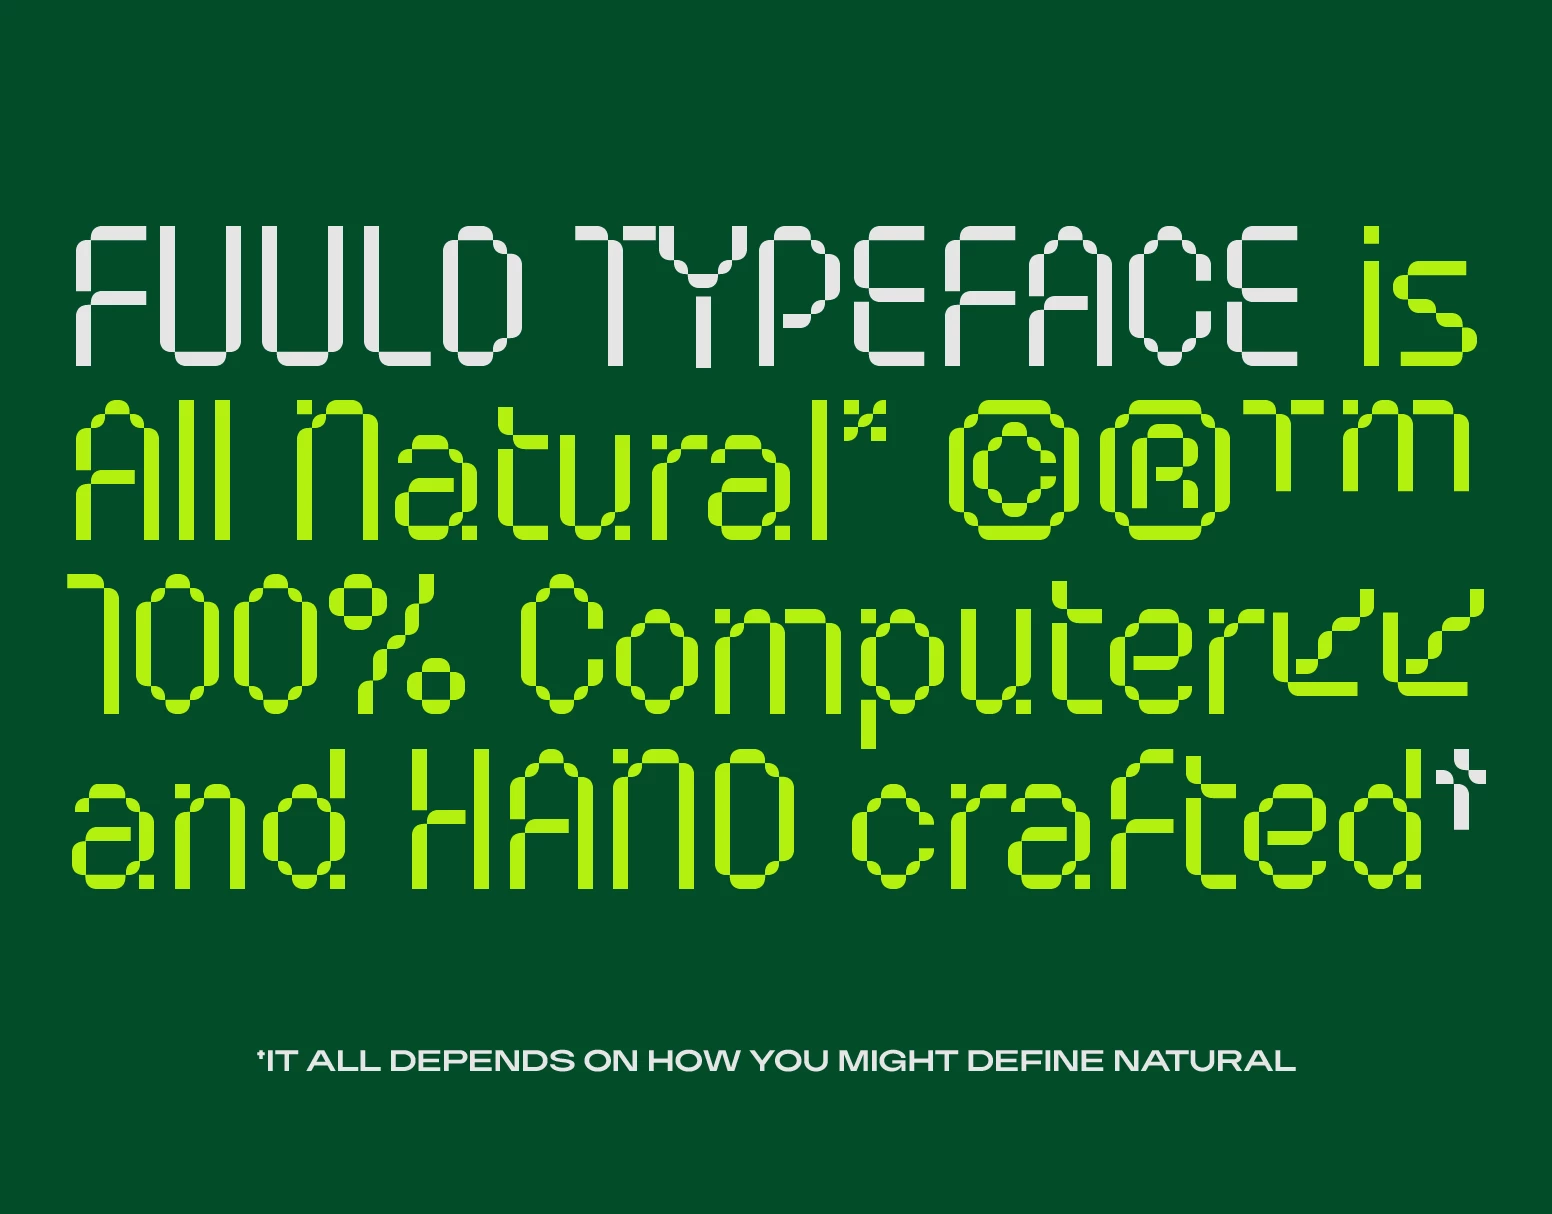 FUULD TYPEFACE is
All Natural* ©®™
100% Computer↙↙
and HAND crafted†
†IT ALL DEPENDS ON HOW YOU MIGHT DEFINE NATURAL